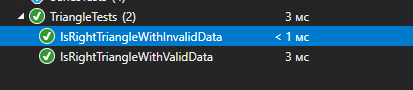 TriangleTests (2) 3 мс
IsRightTriangleWithInvalidData < 1 мс
IsRightTriangleWithValidData 3 мс